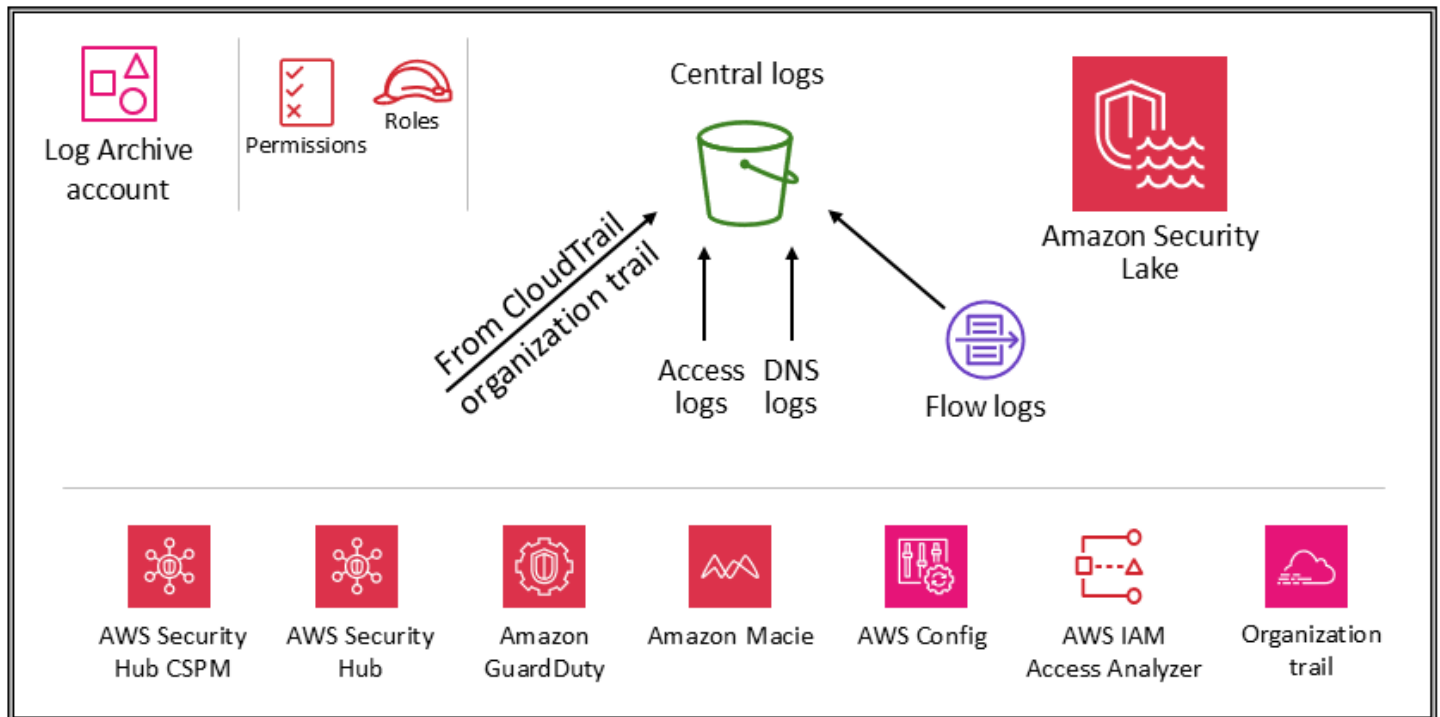 Log Archive
account
Permissions
Roles
Central logs
Amazon Security
Lake
From CloudTrail
organization trail
Access
logs
DNS
logs
Flow logs
AWS Security
Hub CSPM
AWS Security
Hub
Amazon
GuardDuty
Amazon Macie
AWS Config
AWS IAM
Access Analyzer
Organization
trail